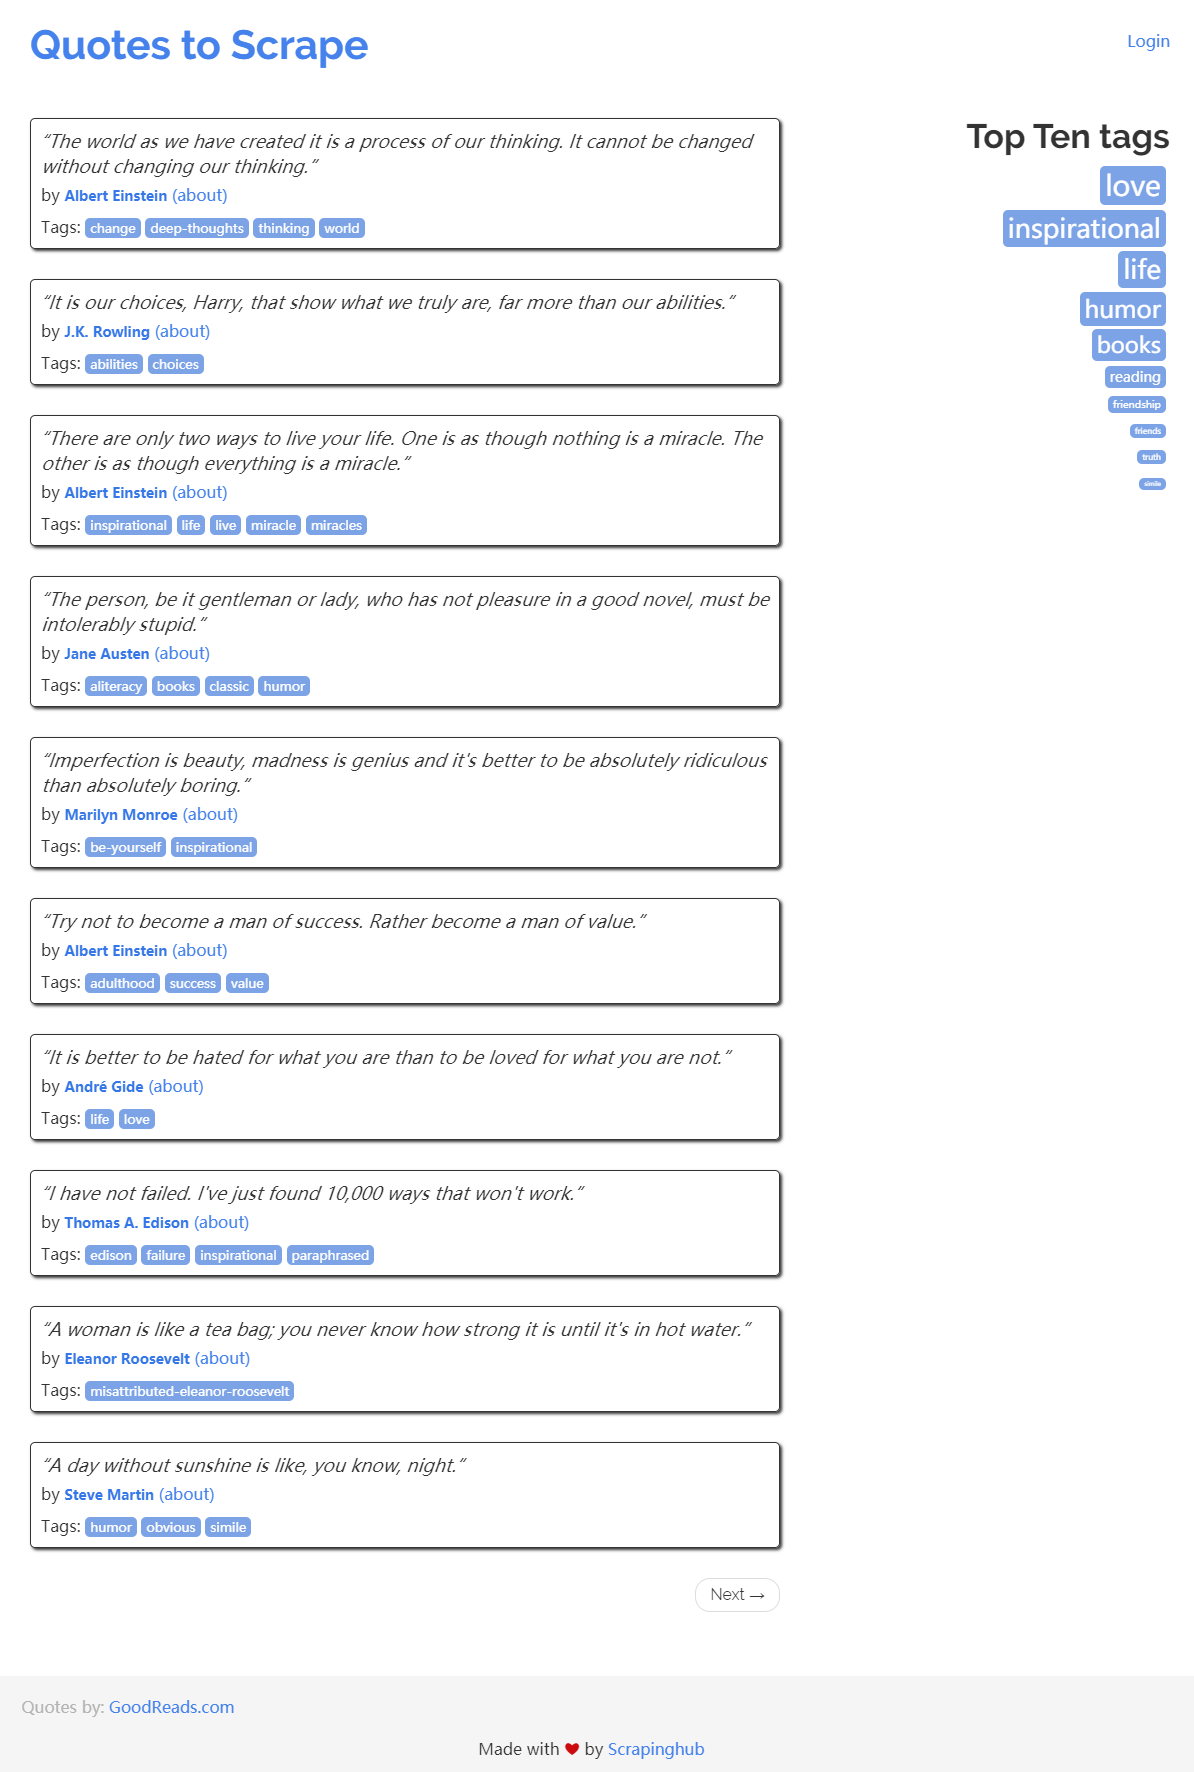 Quotes to Scrape
Login
“The world as we have created it is a process of our thinking. It cannot be changed
without changing our thinking.”
by Albert Einstein (about)
Tags: change deep-thoughts thinking world
“It is our choices, Harry, that show what we truly are, far more than our abilities.”
by J.K. Rowling (about)
Tags: abilities choices
“There are only two ways to live your life. One is as though nothing is a miracle. The
other is as though everything is a miracle.”
by Albert Einstein (about)
Tags: inspirational life live miracle miracles
“The person, be it gentleman or lady, who has not pleasure in a good novel, must be
intolerably stupid.”
by Jane Austen (about)
Tags: aliteracy books classic humor
“Imperfection is beauty, madness is genius and it's better to be absolutely ridiculous
than absolutely boring.”
by Marilyn Monroe (about)
Tags: be-yourself inspirational
“Try not to become a man of success. Rather become a man of value.”
by Albert Einstein (about)
Tags: adulthood success value
“It is better to be hated for what you are than to be loved for what you are not.”
by André Gide (about)
Tags: life love
“I have not failed. I've just found 10,000 ways that won't work.”
by Thomas A. Edison (about)
Tags: edison failure inspirational paraphrased
“A woman is like a tea bag; you never know how strong it is until it's in hot water.”
by Eleanor Roosevelt (about)
Tags: misattributed-eleanor-roosevelt
“A day without sunshine is like, you know, night.”
by Steve Martin (about)
Tags: humor obvious simile
Next →
Top Ten tags
love
inspirational
life
humor
books
reading
friendship
friends
truth
simile
Quotes by: GoodReads.com
Made with ❤ by Scrapinghub